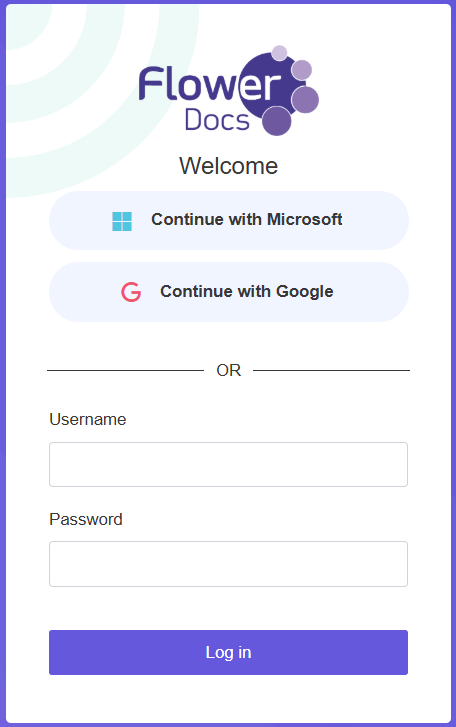 Flower
Docs
Welcome
Continue with Microsoft
Continue with Google
OR
Username
Password
Log in